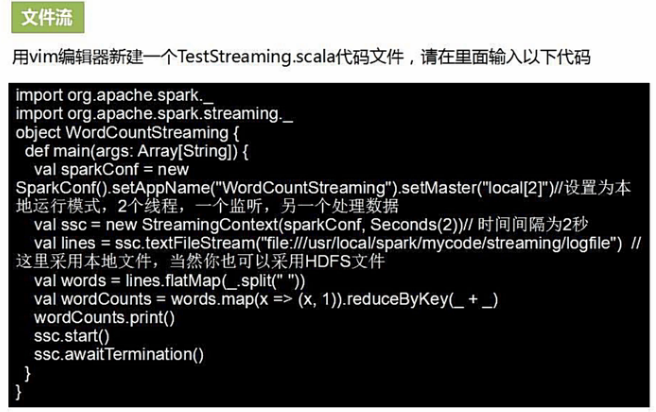 文件流
用vim编辑器新建一个TestStreaming.scala代码文件，请在里面输入以下代码
import org.apache.spark._
import org.apache.spark.streaming._
object WordCountStreaming {
  def main(args: Array[String]) {
    val sparkConf = new
SparkConf().setAppName("WordCountStreaming").setMaster("local[2]")//设置为本
地运行模式，2个线程，一个监听，另一个处理数据
    val ssc = new StreamingContext(sparkConf, Seconds(2))// 时间间隔为2秒
    val lines = ssc.textFileStream("file:///usr/local/spark/mycode/streaming/logfile")  //
这里采用本地文件，当然你也可以采用HDFS文件
    val words = lines.flatMap(_.split(" "))
    val wordCounts = words.map(x => (x, 1)).reduceByKey(_ + _)
    wordCounts.print()
    ssc.start()
    ssc.awaitTermination()
  }
}